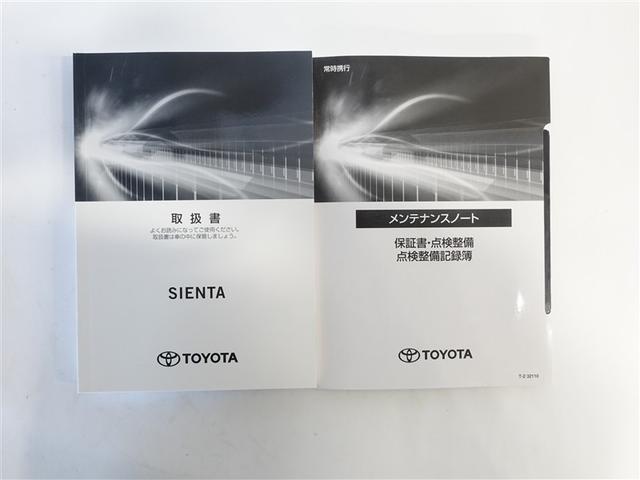 取扱書
よくお読みになってご使用ください。
取扱書は車の中に保管しましょう。
SIENTA
TOYOTA
常時携行
メンテナンスノート
保証書・点検整備
点検整備記録簿
TOYOTA
T-2 32110